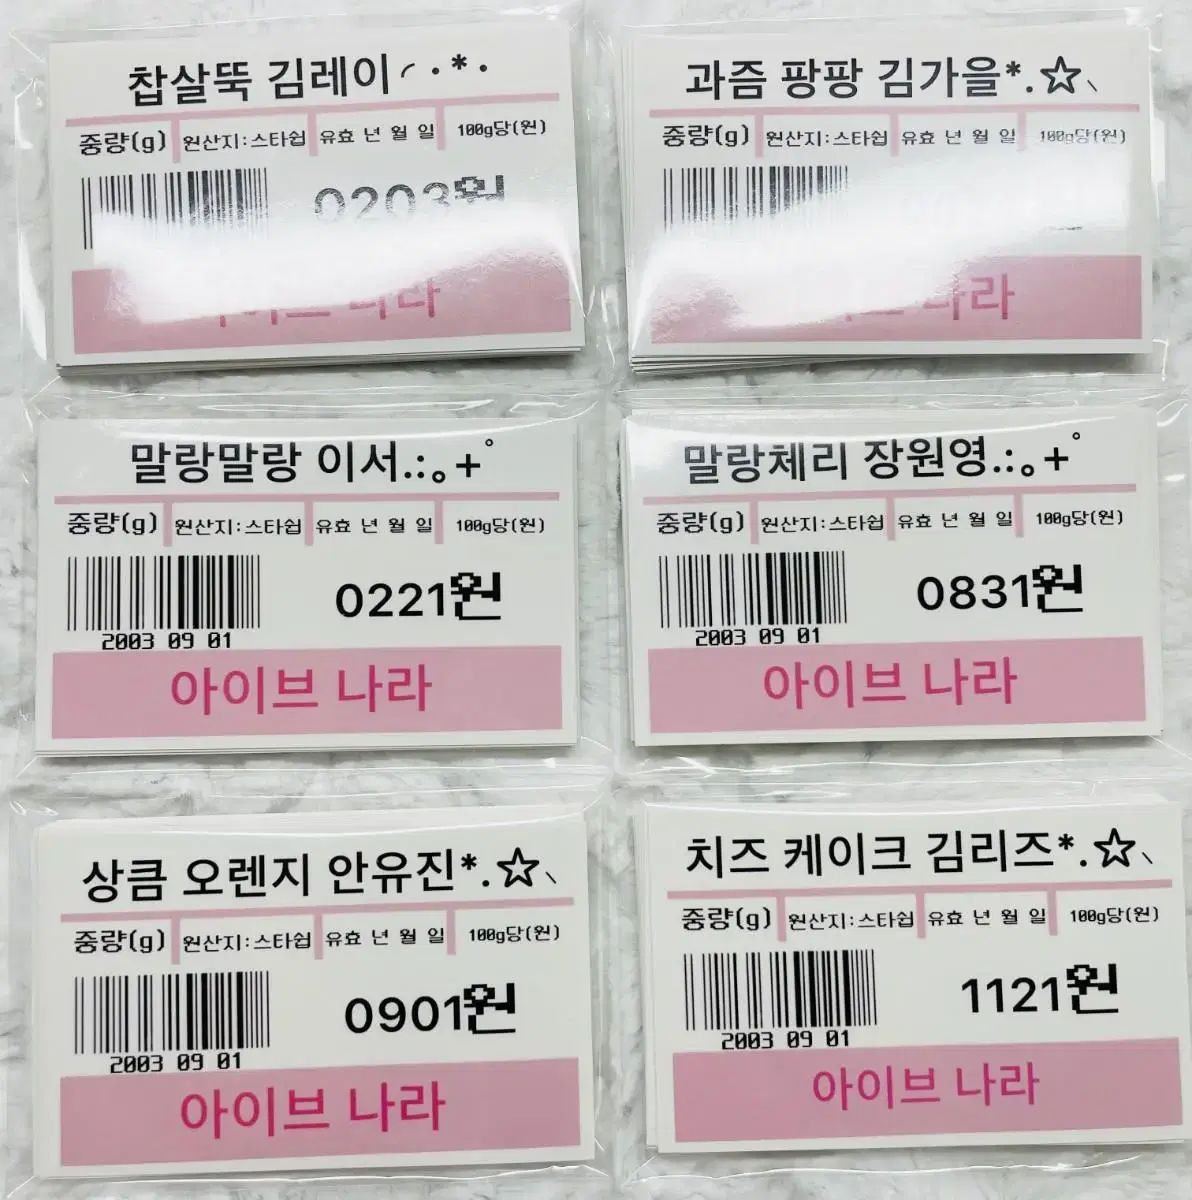 찹살뚝 김레이◜·*·
중량(g) 원산지:스타쉽 유효 년 월 일 100g당(원)
0203원
아이브 나라
과즘 팡팡 김가을*.☆⸜
중량(g) 원산지:스타쉽 유효 년 월 일 100g당(원)
나라
말랑말랑 이서.:｡+ﾟ
중량(g) 원산지:스타쉽 유효 년 월 일 100g당(원)
0221원
2003 09 01
아이브 나라
말랑체리 장원영.:｡+ﾟ
중량(g) 원산지:스타쉽 유효 년 월 일 100g당(원)
0831원
2003 09 01
아이브 나라
상큼 오렌지 안유진*.☆⸜
중량(g) 원산지:스타쉽 유효 년 월 일 100g당(원)
0901원
2003 09 01
아이브 나라
치즈 케이크 김리즈*.☆⸜
중량(g) 원산지:스타쉽 유효 년 월 일 100g당(원)
1121원
2003 09 01
아이브 나라